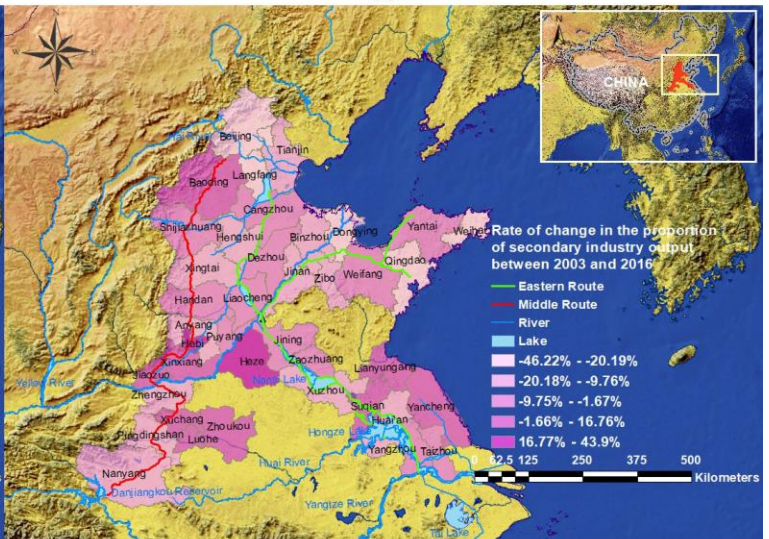 N
W
E
S
N
CHINA
Hai River
Beijing
Tianjin
Langfang
Baoding
Cangzhou
Shijiazhuang
Hengshui
Binzhou
Dongying
Yantai
Weihai
Xingtai
Dezhou
Jinan
Zibo
Weifang
Qingdao
Handan
Liaocheng
Anyang
Hebi
Puyang
Jining
Xinxiang
Heze
Zaozhuang
Lianyungang
Jiaozuo
Yellow River
Zhengzhou
Nansi Lake
Xuzhou
Xuchang
Zhoukou
Suqian
Yancheng
Pingdingshan
Luohe
Hongze Lake
Huai'an
Nanyang
Huai River
Yangzhou
Taizhou
Danjiangkou Reservoir
Yangtze River
Tai Lake
Rate of change in the proportion
of secondary industry output
between 2003 and 2016
Eastern Route
Middle Route
River
Lake
-46.22% - -20.19%
-20.18% - -9.76%
-9.75% - -1.67%
-1.66% - 16.76%
16.77% - 43.9%
0 62.5 125 250 375 500
Kilometers